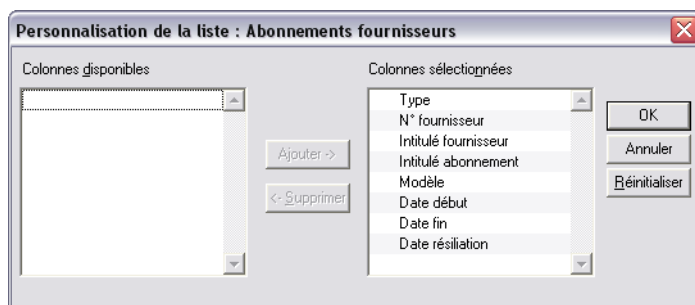 Personnalisation de la liste : Abonnements fournisseurs
Colonnes disponibles
Colonnes sélectionnées
Type
N° fournisseur
Intitulé fournisseur
Intitulé abonnement
Modèle
Date début
Date fin
Date résiliation
Ajouter ->
<- Supprimer
OK
Annuler
Réinitialiser